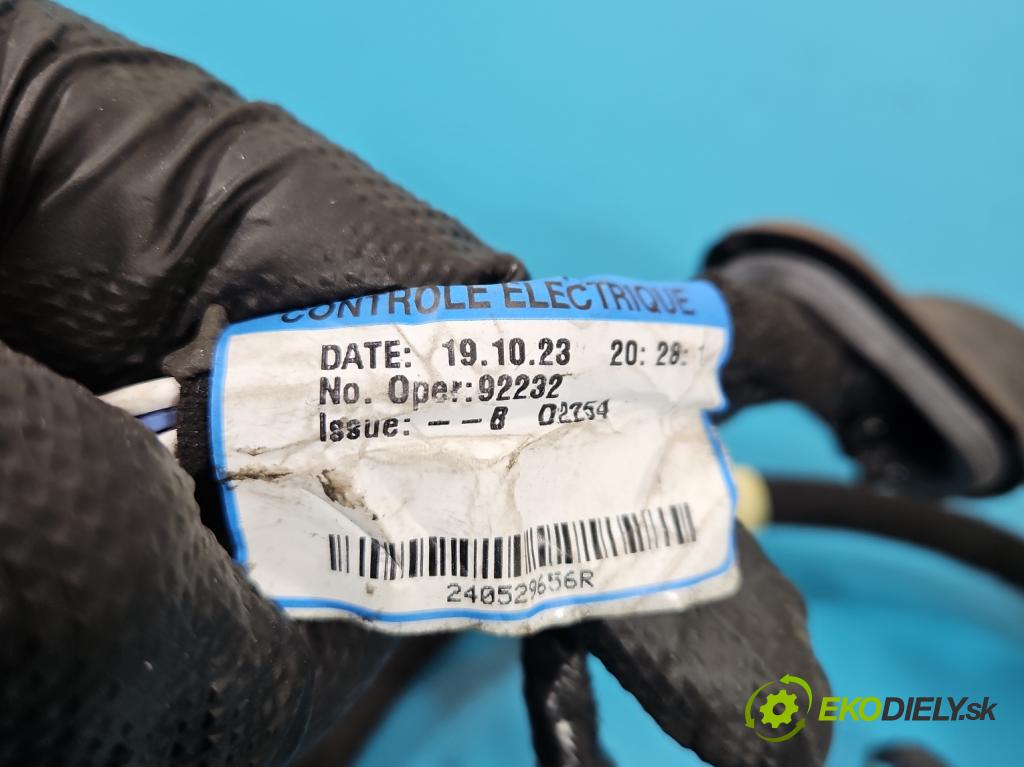 CONTROLE ELECTRIQUE
DATE: 19.10.23 20:28:
No. Oper:92232
Issue: --B 02754
240529656R
EKODIELY.sk